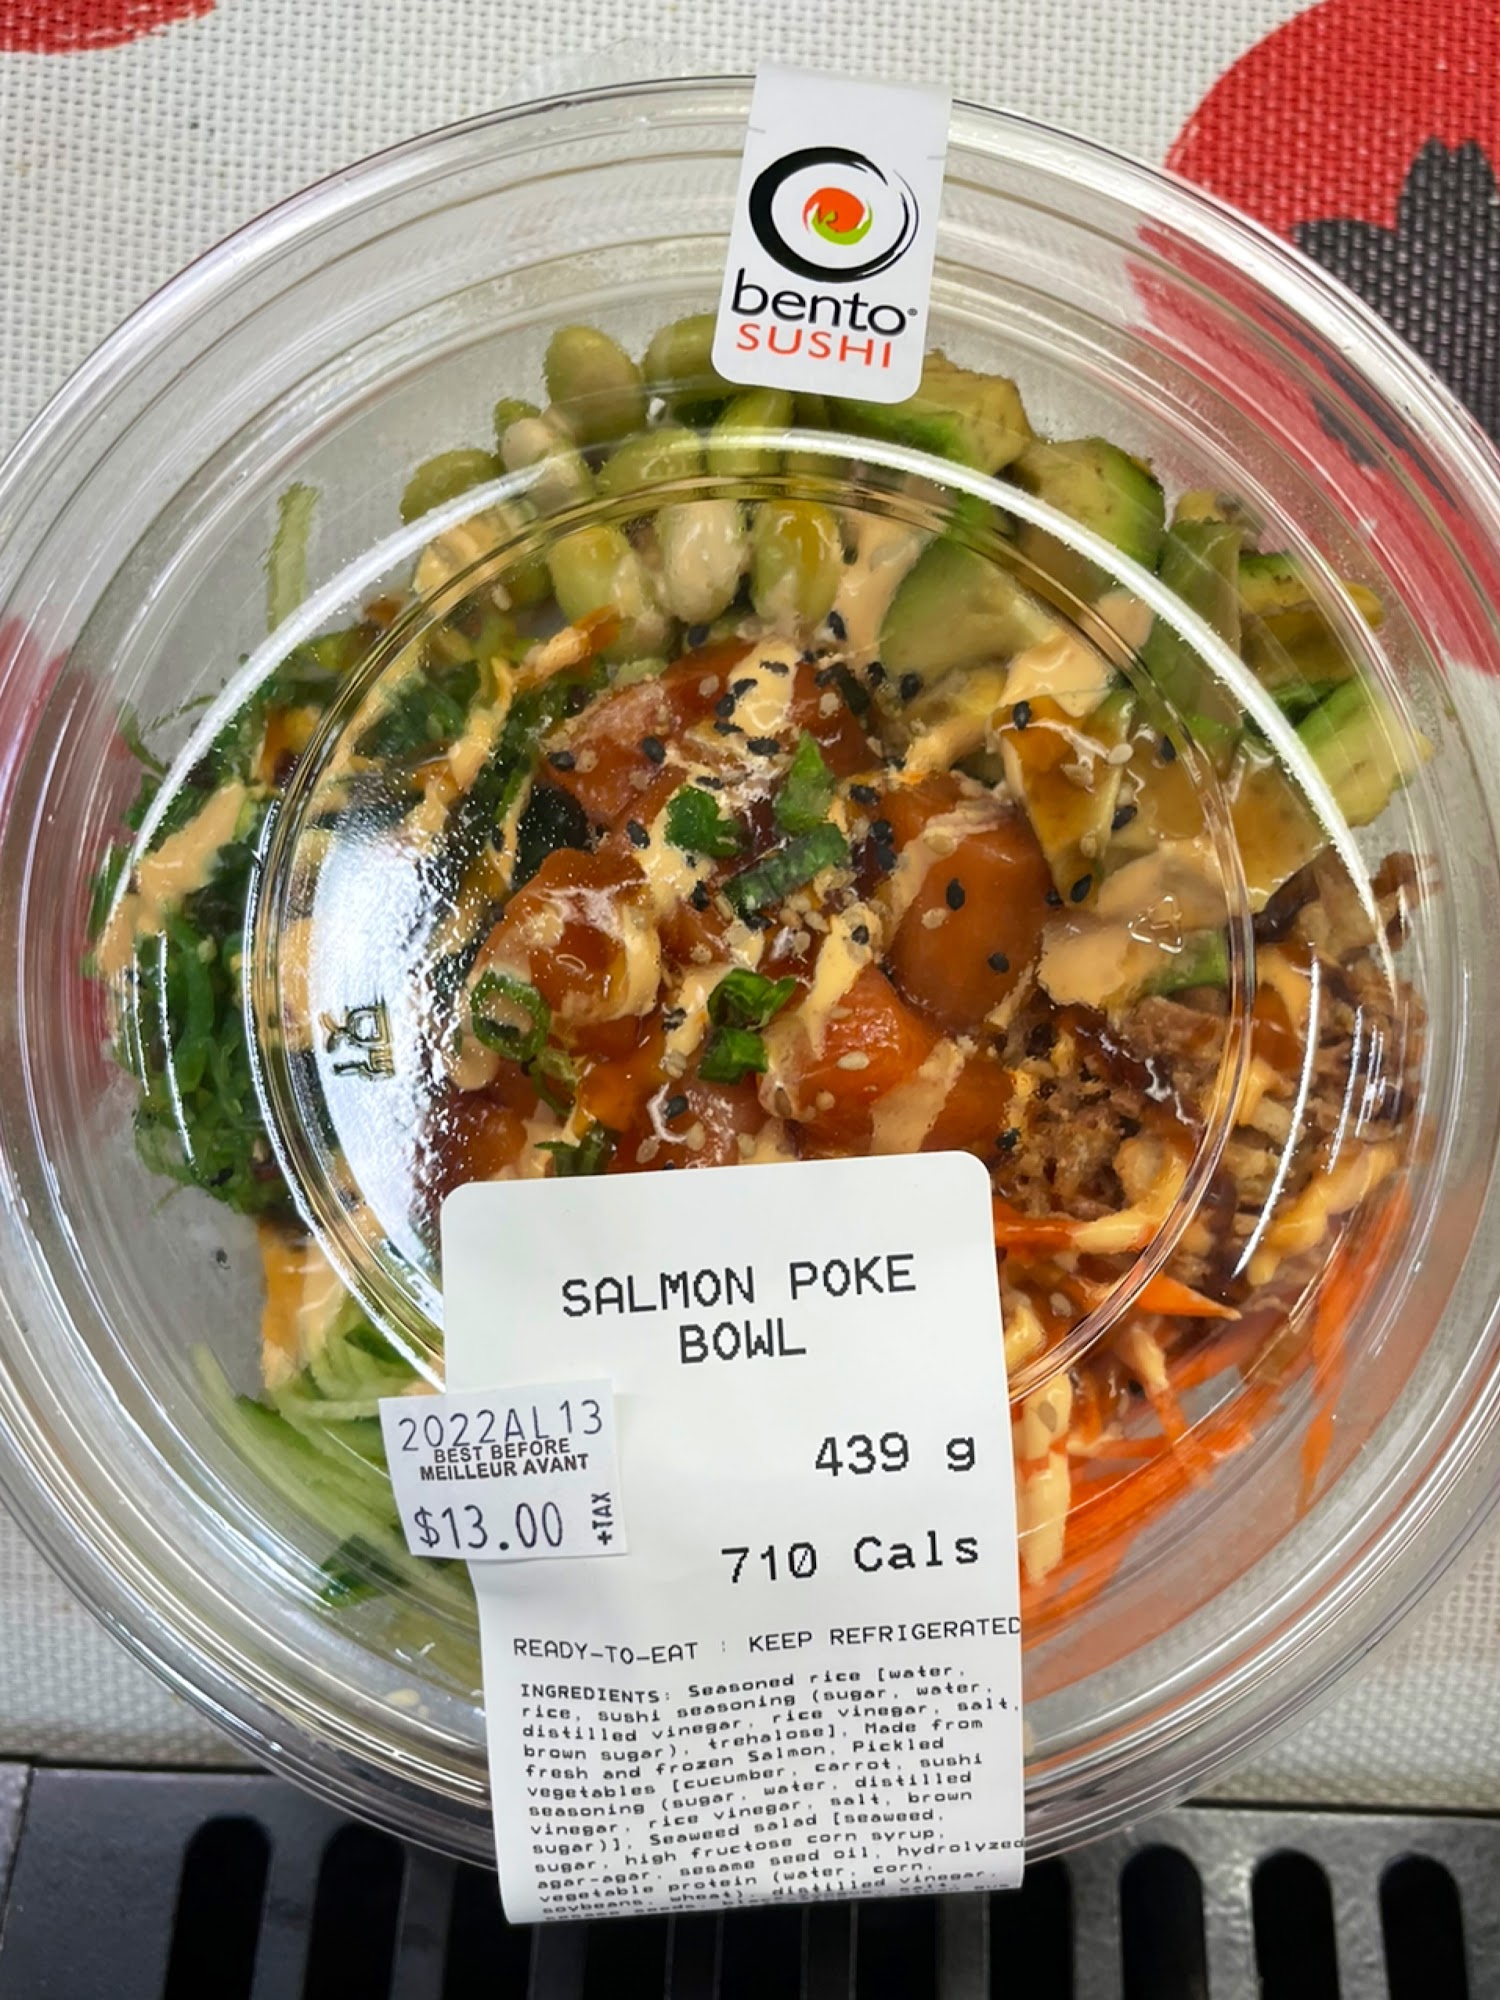 bento®
SUSHI
SALMON POKE
BOWL
2022AL13
BEST BEFORE
MEILLEUR AVANT
$13.00 +TAX
439 g
710 Cals
READY-TO-EAT : KEEP REFRIGERATED
INGREDIENTS: Seasoned rice [water,
rice, sushi seasoning (sugar, water,
distilled vinegar, rice vinegar, salt,
brown sugar), trehalose], Made from
fresh and frozen Salmon, Pickled
vegetables [cucumber, carrot, sushi
seasoning (sugar, water, distilled
vinegar, rice vinegar, salt, brown
sugar)], Seaweed salad [seaweed,
sugar, high fructose corn syrup,
agar-agar, sesame seed oil, hydrolyzed
vegetable protein (water, corn,
soybeans, wheat), distilled vinegar,